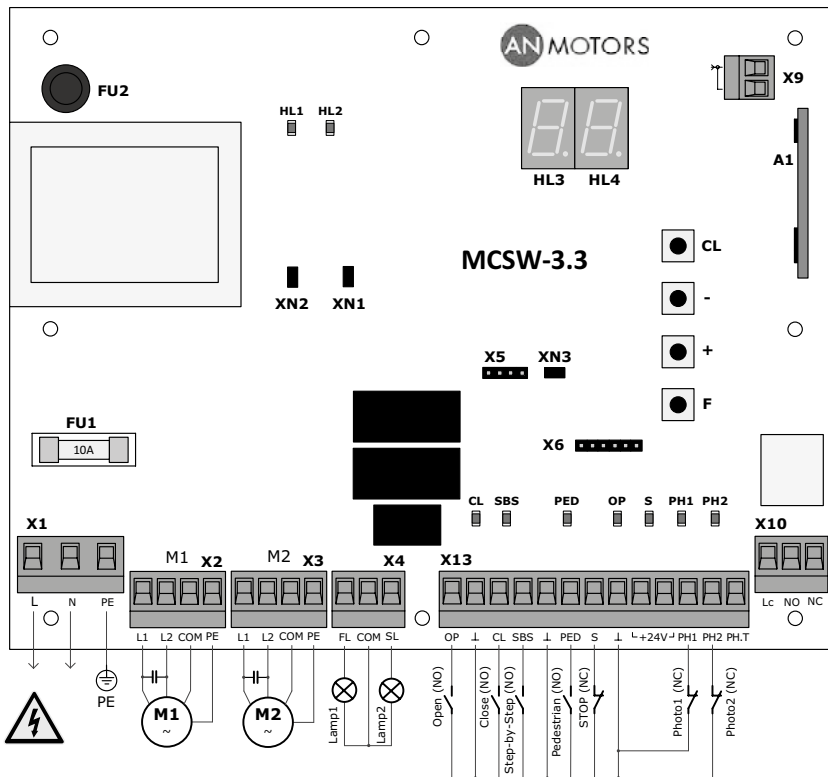 AN MOTORS
FU2
X9
HL1 HL2
A1
HL3 HL4
CL
MCSW-3.3
-
XN2 XN1
+
X5 XN3
F
FU1
10A
X6
CL SBS PED OP S PH1 PH2
X1
X10
M1 X2 M2 X3 X4 X13
L N PE
Lc NO NC
L1 L2 COM PE L1 L2 COM PE FL COM SL OP ⊥ CL SBS ⊥ PED S ⊥ +24V PH1 PH2 PH.T
PE
M1
~
M2
~
Lamp1
Lamp2
Open (NO)
Close (NO)
Step-by-Step (NO)
Pedestrian (NO)
STOP (NC)
Photo1 (NC)
Photo2 (NC)